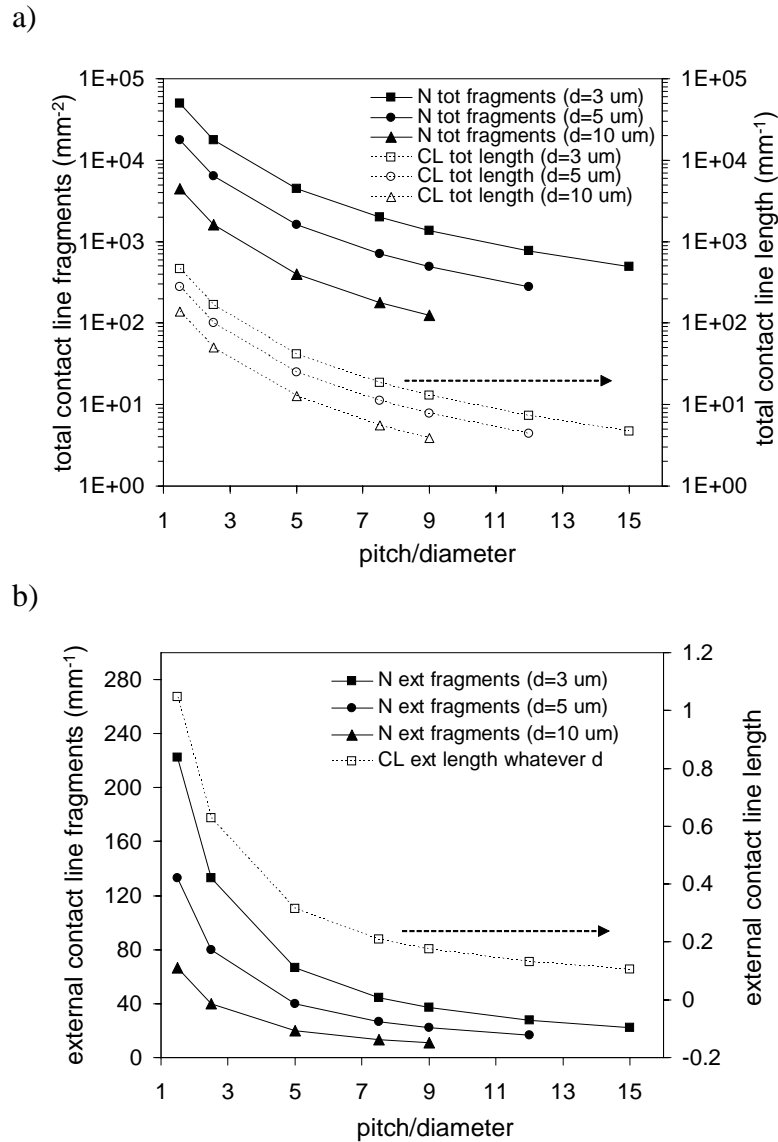 a)
1E+05
1E+04
1E+03
1E+02
1E+01
1E+00
total contact line fragments (mm-2)
N tot fragments (d=3 um)
N tot fragments (d=5 um)
N tot fragments (d=10 um)
CL tot length (d=3 um)
CL tot length (d=5 um)
CL tot length (d=10 um)
1E+05
1E+04
1E+03
1E+02
1E+01
1E+00
total contact line length (mm-1)
1 3 5 7 9 11 13 15
pitch/diameter
b)
280
240
200
160
120
80
40
0
external contact line fragments (mm-1)
N ext fragments (d=3 um)
N ext fragments (d=5 um)
N ext fragments (d=10 um)
CL ext length whatever d
1.2
1
0.8
0.6
0.4
0.2
0
-0.2
external contact line length
1 3 5 7 9 11 13 15
pitch/diameter